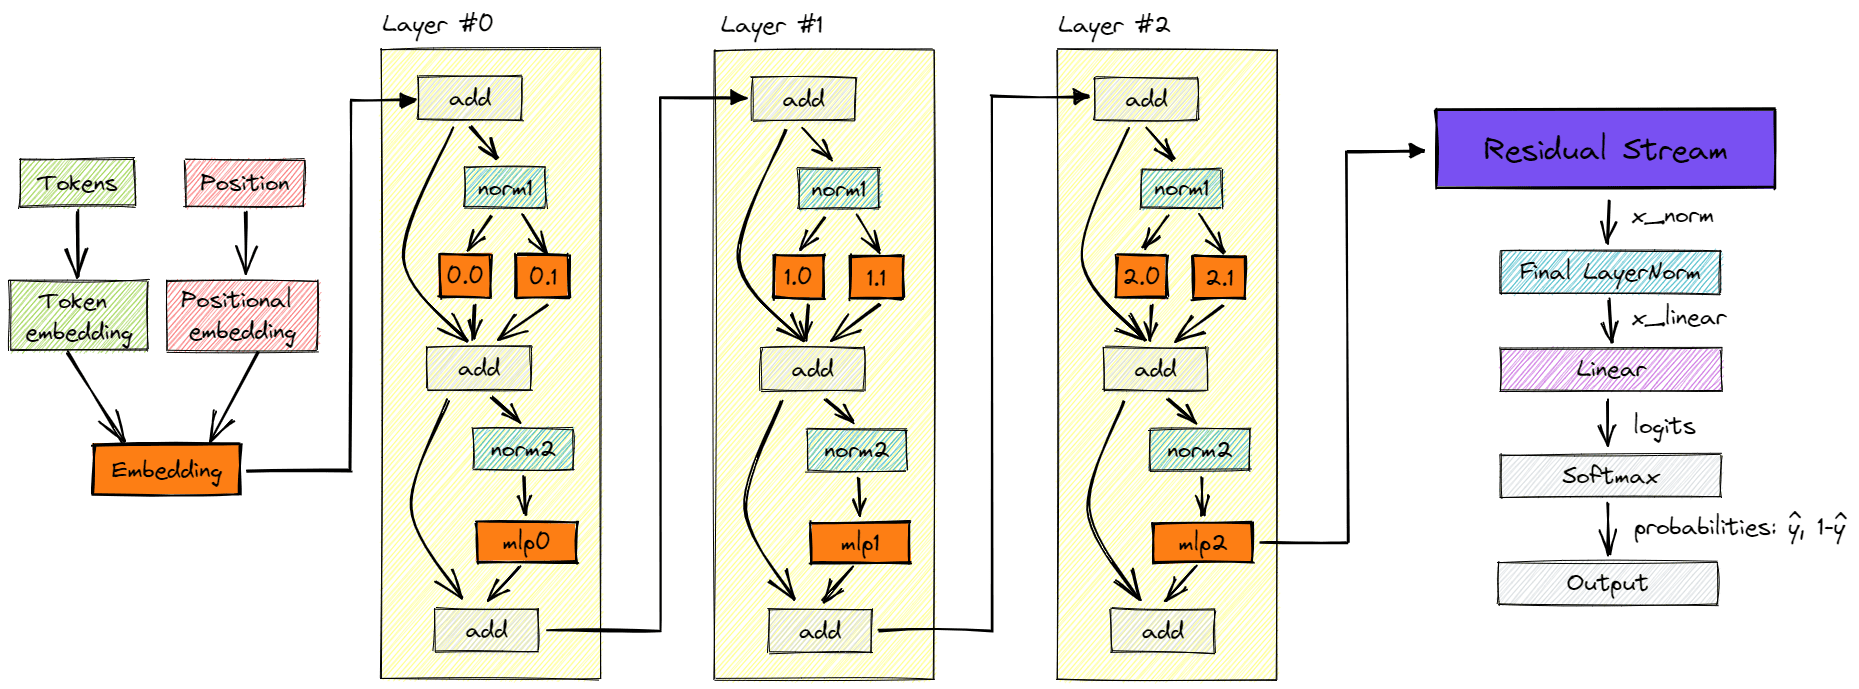 Tokens
Position
Token
embedding
Positional
embedding
Embedding
Layer #0
add
norm1
0.0
0.1
add
norm2
mlp0
add
Layer #1
add
norm1
1.0
1.1
add
norm2
mlp1
add
Layer #2
add
norm1
2.0
2.1
add
norm2
mlp2
add
Residual Stream
x_norm
Final LayerNorm
x_linear
Linear
logits
Softmax
probabilities: ŷ, 1-ŷ
Output